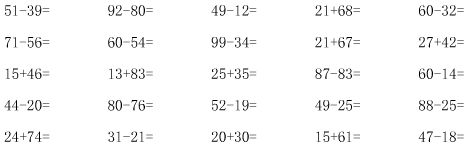 51-39= 92-80= 49-12= 21+68= 60-32=
71-56= 60-54= 99-34= 21+67= 27+42=
15+46= 13+83= 25+35= 87-83= 60-14=
44-20= 80-76= 52-19= 49-25= 88-25=
24+74= 31-21= 20+30= 15+61= 47-18=